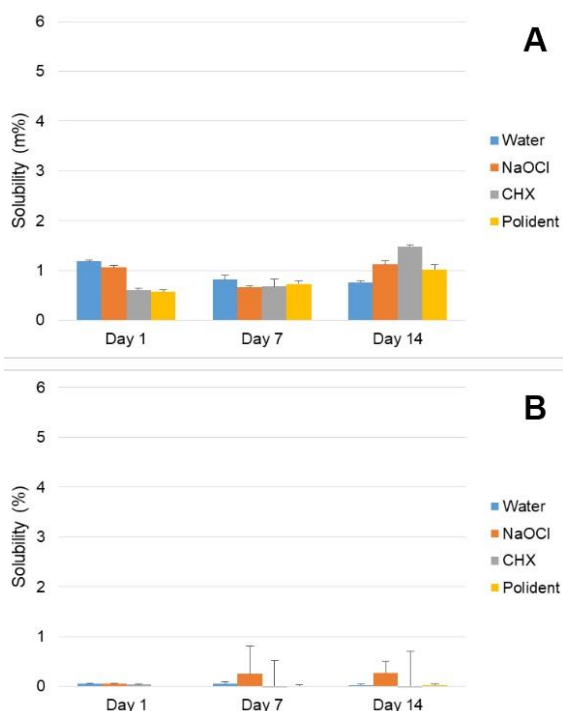 A
6
5
4
3
2
1
0
Solubility (m%)
Day 1 Day 7 Day 14
Water
NaOCl
CHX
Polident
B
6
5
4
3
2
1
0
Solubility (%)
Day 1 Day 7 Day 14
Water
NaOCl
CHX
Polident